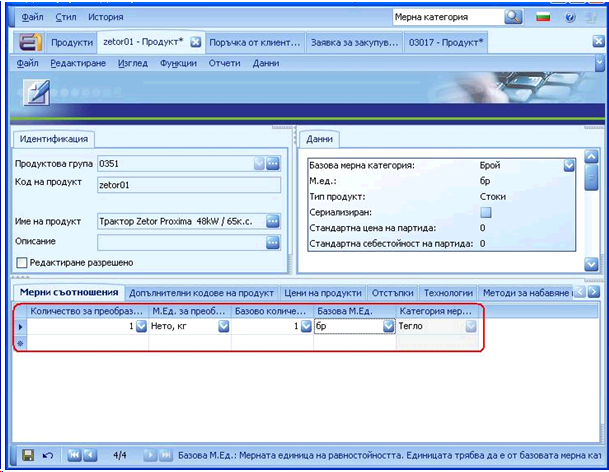 Файл Стил История Мерна категория
Продукти zetor01 - Продукт* Поръчка от клиент... Заявка за закупув... 03017 - Продукт*
Файл Редактиране Изглед Функции Отчети Данни
Идентификация
Продуктова група 0351
Код на продукт zetor01
Име на продукт Трактор Zetor Proxima 48kW / 65к.с.
Описание
Редактиране разрешено
Данни
Базова мерна категория: Брой
М.ед.: бр
Тип продукт: Стоки
Сериализиран:
Стандартна цена на партида: 0
Стандартна себестойност на партида: 0
Мерни съотношения Допълнителни кодове на продукт Цени на продукти Отстъпки Технологии Методи за набавяне
Количество за преобраз... М.Ед. за преоб... Базово количе... Базова М.Ед. Категория мер...
1 Нето, кг 1 бр Тегло
4/4 Базова М.Ед.: Мерната единица на равностойността. Единицата трябва да е от базовата мерна кат